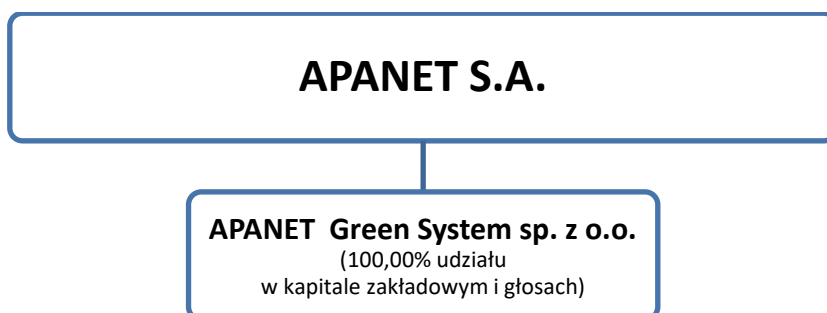 APANET S.A.
APANET Green System sp. z o.o.
(100,00% udziału
w kapitale zakładowym i głosach)